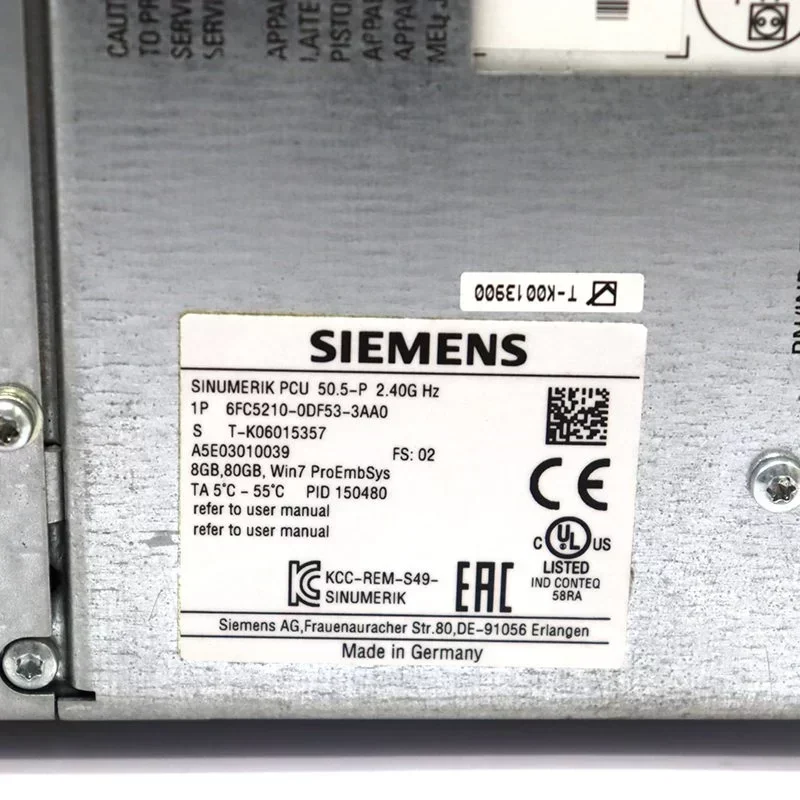 CAUT
TO PR
SERV
SERV
APPA
LAITE
PISTO
APPA
APPA
T-K0013900
SIEMENS
SINUMERIK PCU 50.5-P 2.40G Hz
1P 6FC5210-0DF53-3AA0
S T-K06015357
A5E03010039 FS: 02
8GB,80GB, Win7 ProEmbSys
TA 5°C - 55°C PID 150480
refer to user manual
refer to user manual
CE
C UL US
LISTED
IND CONTEQ
58RA
KCC-REM-S49-
SINUMERIK
EAC
Siemens AG,Frauenauracher Str.80,DE-91056 Erlangen
Made in Germany